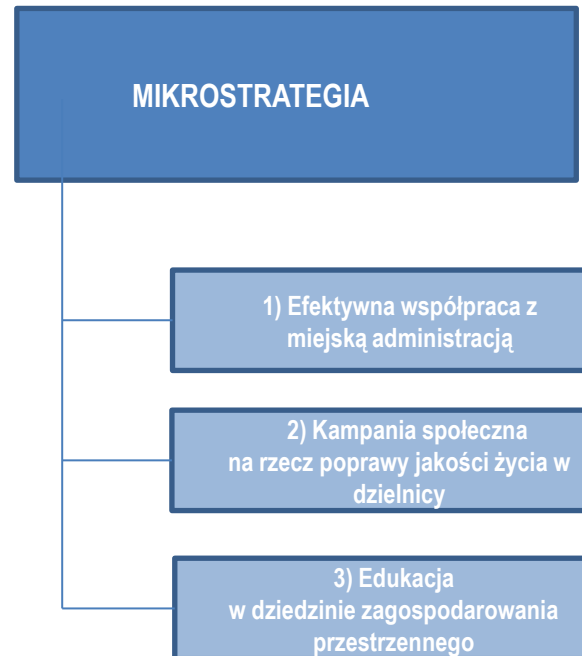 MIKROSTRATEGIA
1) Efektywna współpraca z
miejską administracją
2) Kampania społeczna
na rzecz poprawy jakości życia w
dzielnicy
3) Edukacja
w dziedzinie zagospodarowania
przestrzennego